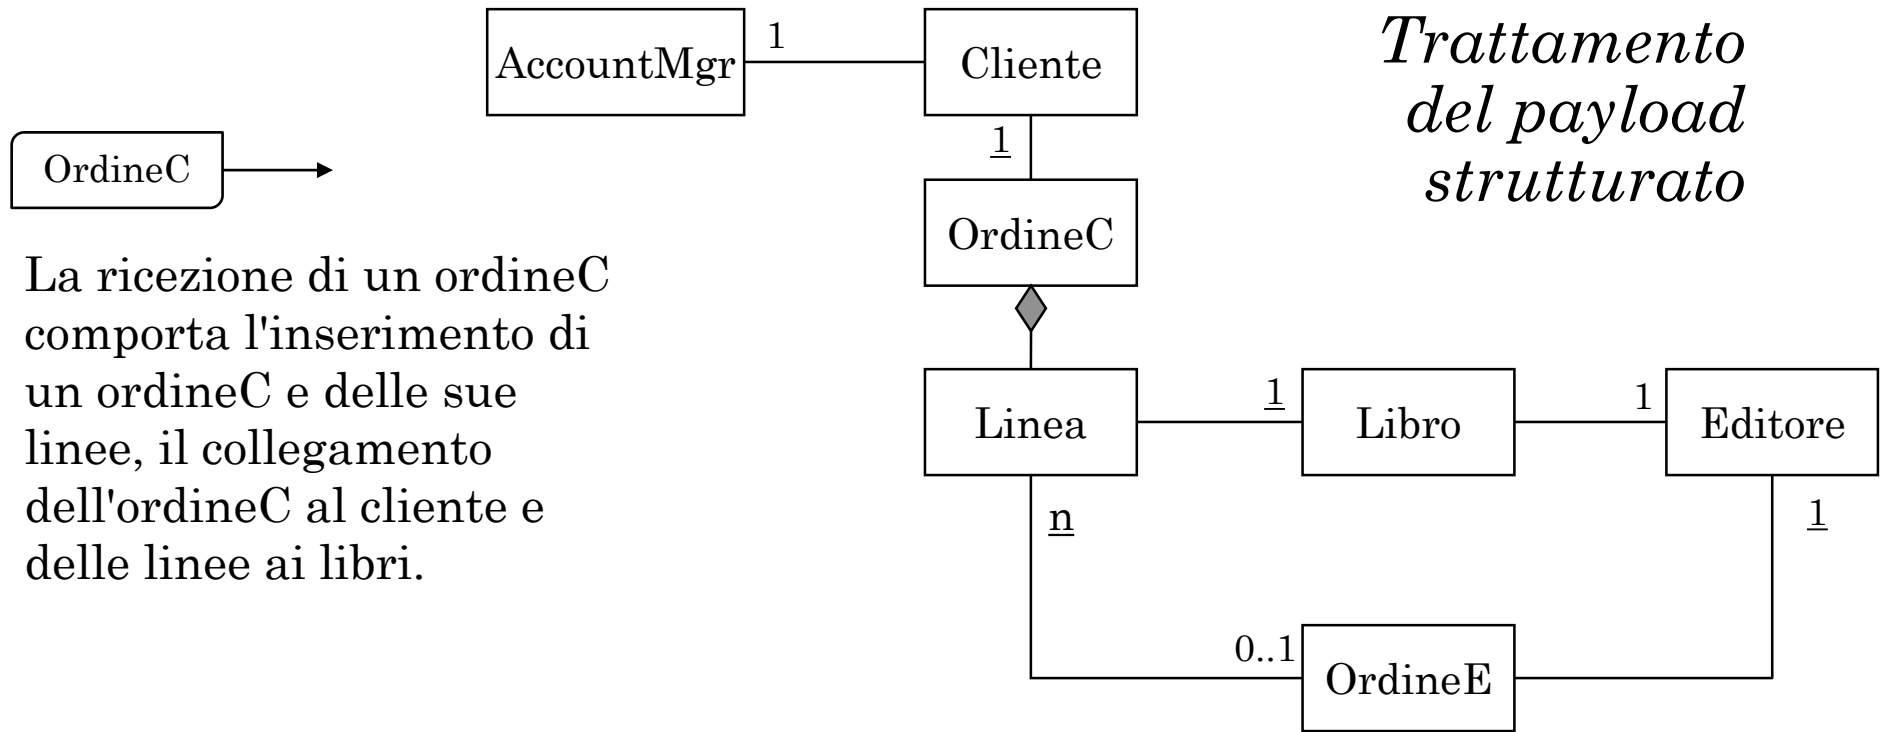 Trattamento
del payload
strutturato
AccountMgr
1
Cliente
1
OrdineC
OrdineC
La ricezione di un ordineC
comporta l'inserimento di
un ordineC e delle sue
linee, il collegamento
dell'ordineC al cliente e
delle linee ai libri.
Linea
1
Libro
1
Editore
n
1
0..1
OrdineE